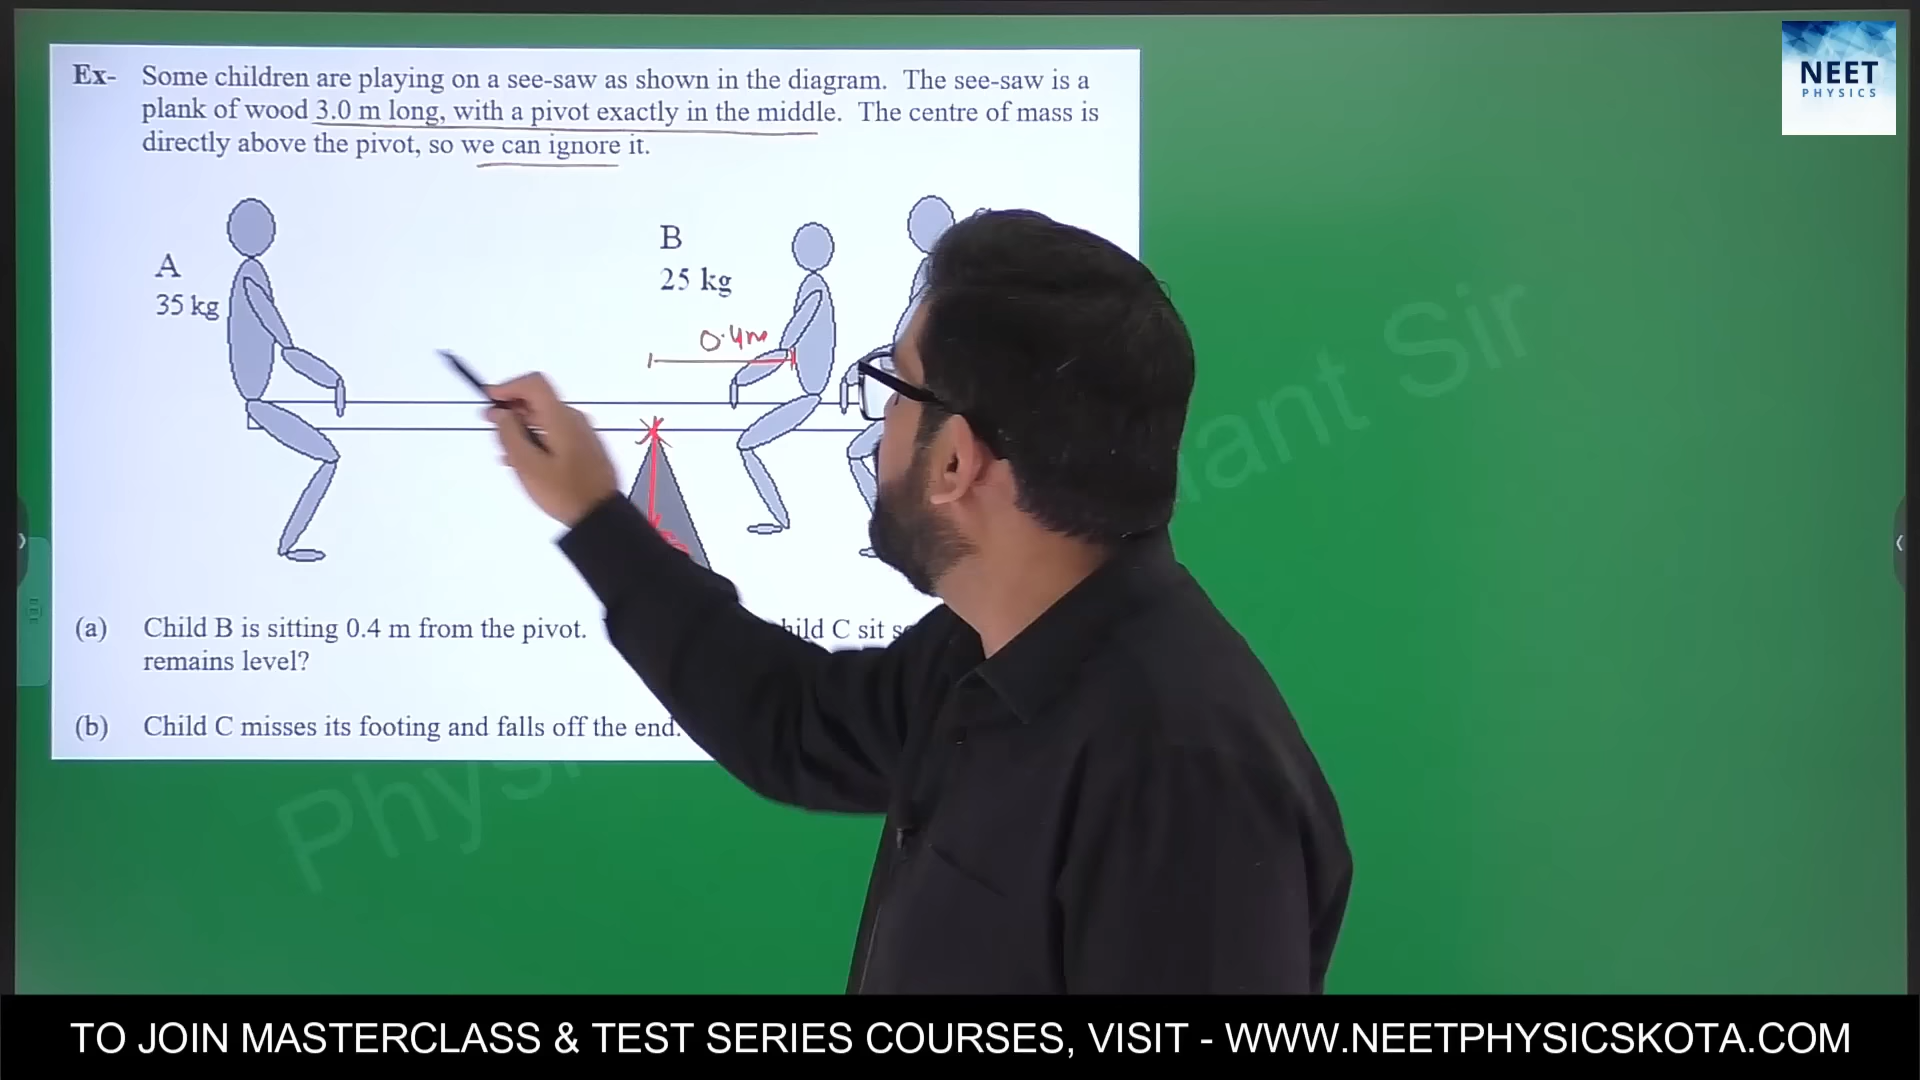 NEET
PHYSICS
Ex- Some children are playing on a see-saw as shown in the diagram. The see-saw is a
plank of wood 3.0 m long, with a pivot exactly in the middle. The centre of mass is
directly above the pivot, so we can ignore it.
A
35 kg
B
25 kg
0.4m
(a) Child B is sitting 0.4 m from the pivot. C sit
remains level?
(b) Child C misses its footing and falls off the end.
Sir
TO JOIN MASTERCLASS & TEST SERIES COURSES, VISIT - WWW.NEETPHYSICSKOTA.COM